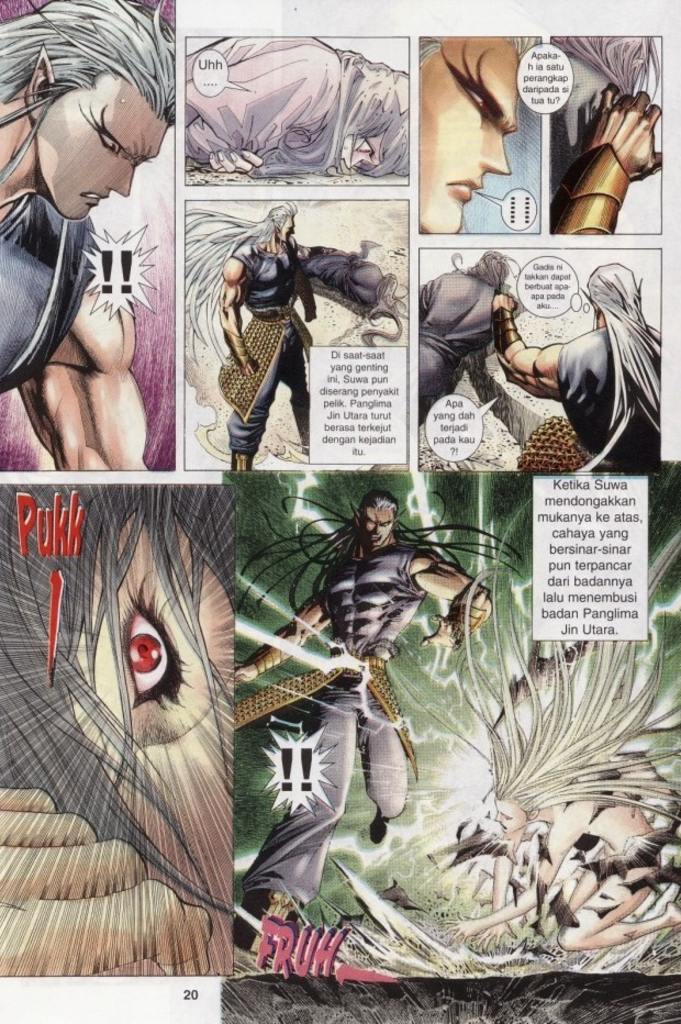 !!
Uhh
....
Di saat-saat
yang genting
ini, Suwa pun
diserang penyakit
pelik. Panglima
Jin Utara turut
berasa terkejut
dengan kejadian
itu.
Apaka-
h ia satu
perangkap
daripada si
tua tu?
!!!!
Gadis ni
takkan dapat
berbuat apa-
apa pada
aku....
Apa
yang dah
terjadi
pada kau
?!
Pukk
!
Ketika Suwa
mendongakkan
mukanya ke atas,
cahaya yang
bersinar-sinar
pun terpancar
dari badannya
lalu menembusi
badan Panglima
Jin Utara.
!!
FRUH
20